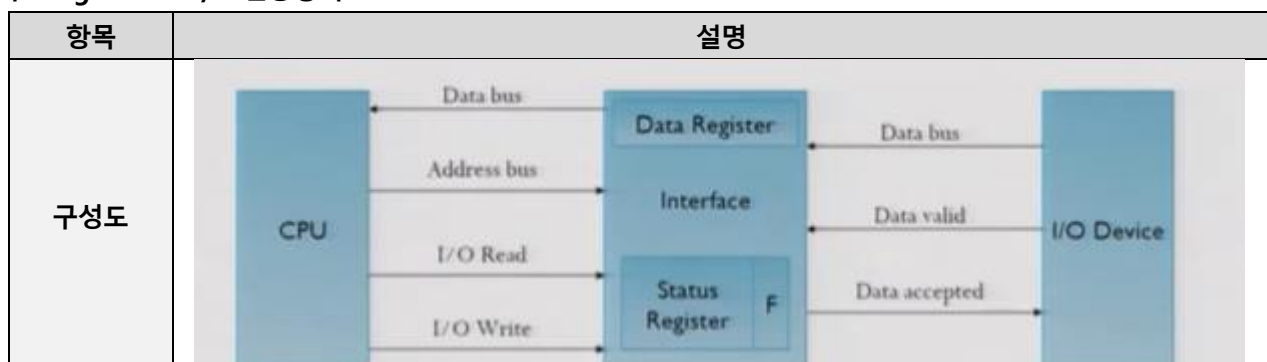 항목 설명
구성도
Data bus
Data Register
Data bus
Address bus
Interface
Data valid
CPU
I/O Device
I/O Read
Status
Register
F
Data accepted
I/O Write